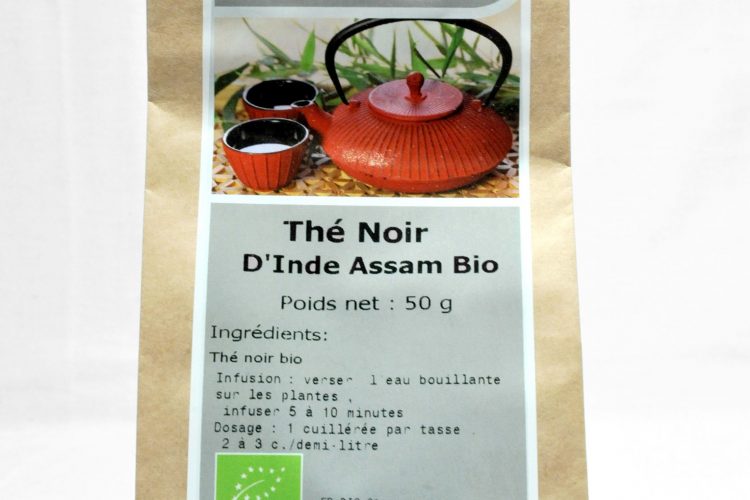 Thé Noir
D'Inde Assam Bio
Poids net : 50 g
Ingrédients:
Thé noir bio
Infusion : verser l'eau bouillante
sur les plantes ,
infuser 5 à 10 minutes
Dosage : 1 cuillérée par tasse .
2 à 3 c./demi-litre